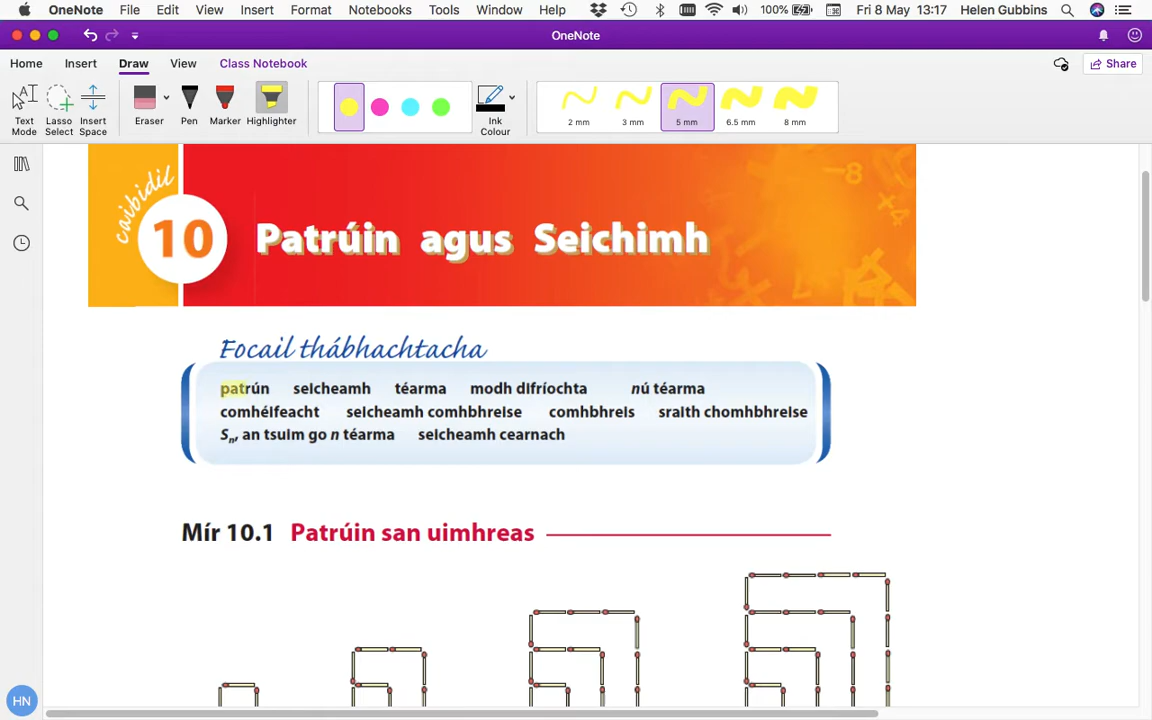 OneNote File Edit View Insert Format Notebooks Tools Window Help 100% Fri 8 May 13:17 Helen Gubbins
OneNote
Home Insert Draw View Class Notebook Share
Text Mode Lasso Select Insert Space Eraser Pen Marker Highlighter Ink Colour 2 mm 3 mm 5 mm 6.5 mm 8 mm
caibidil
10 Patrúin agus Seichimh
Focail thábhachtacha
patrún seicheamh téarma modh difríochta nú téarma
comhéifeacht seicheamh comhbhreise comhbhreis sraith chomhbhreise
Sn, an tsuim go n téarma seicheamh cearnach
Mír 10.1 Patrúin san uimhreas
HN